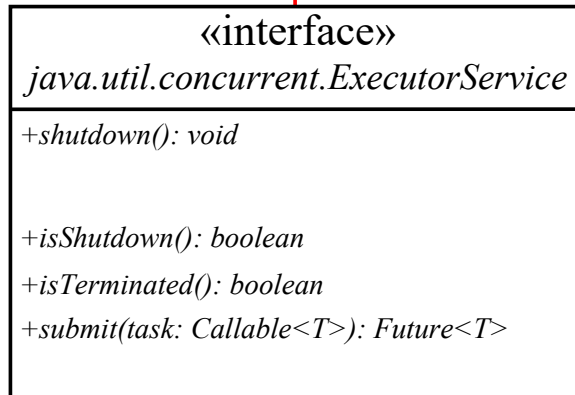 «interface»
java.util.concurrent.ExecutorService
+shutdown(): void
+isShutdown(): boolean
+isTerminated(): boolean
+submit(task: Callable<T>): Future<T>